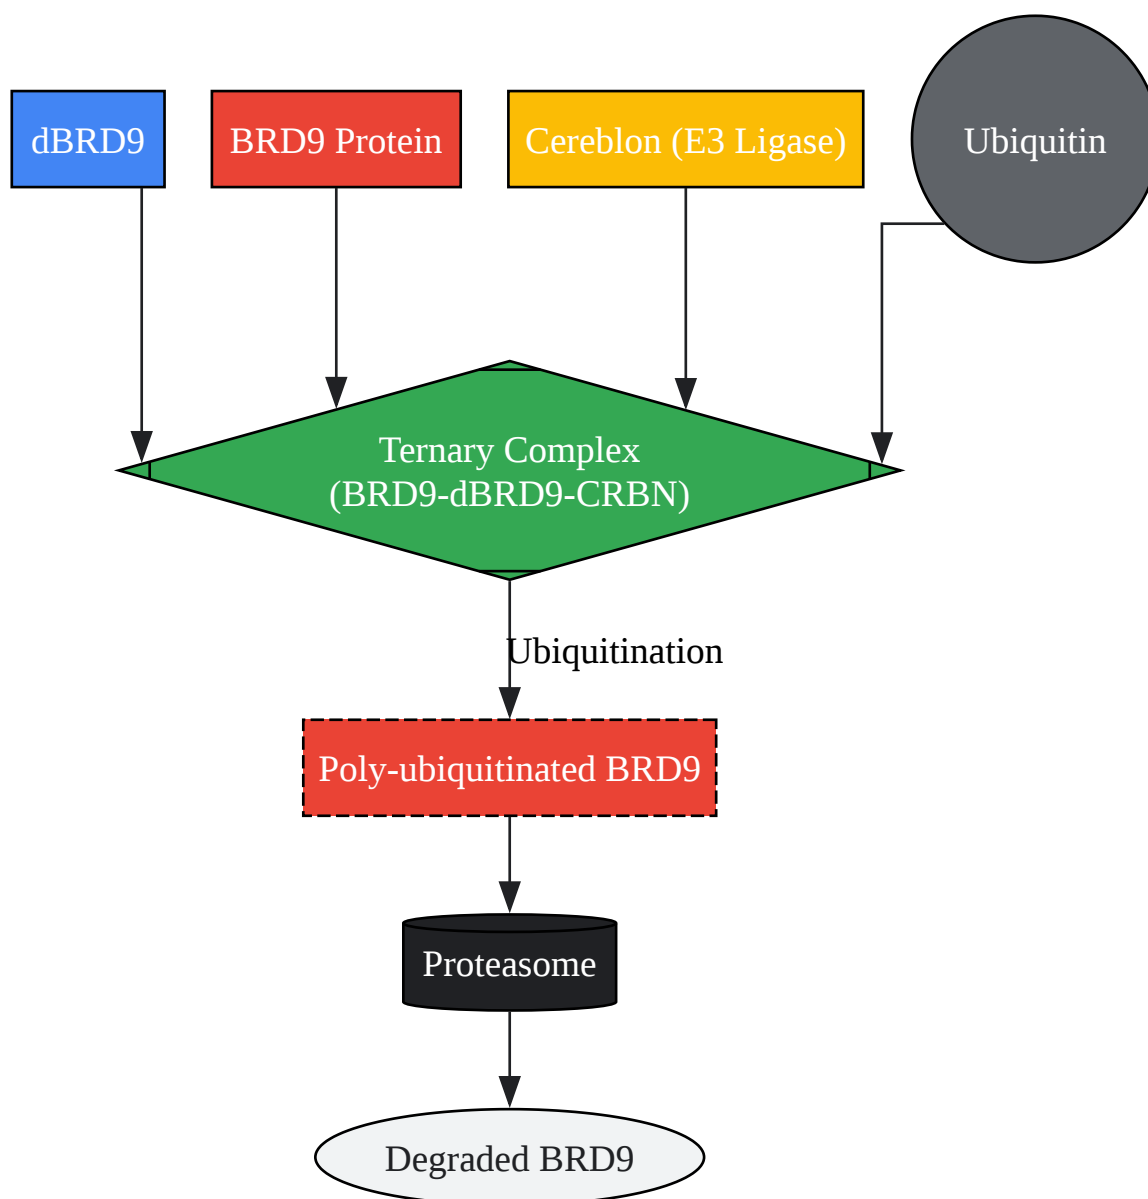 dBRD9
BRD9 Protein
Cereblon (E3 Ligase)
Ubiquitin
Ternary Complex
(BRD9-dBRD9-CRBN)
Ubiquitination
Poly-ubiquitinated BRD9
Proteasome
Degraded BRD9